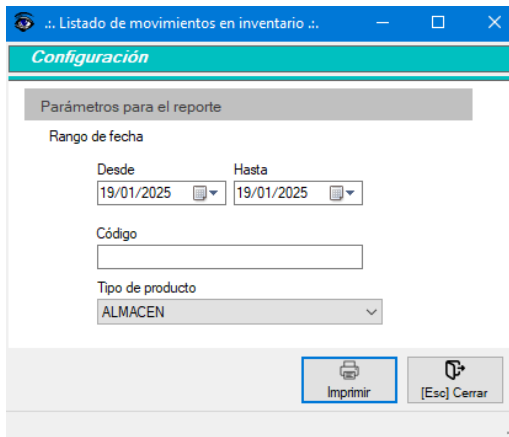 .:. Listado de movimientos en inventario .:.
Configuración
Parámetros para el reporte
Rango de fecha
Desde Hasta
19/01/2025 19/01/2025
Código
Tipo de producto
ALMACEN
Imprimir [Esc] Cerrar